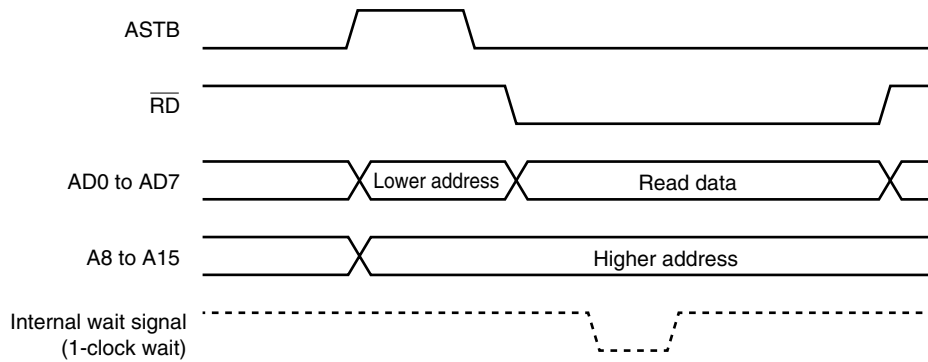 ASTB
RD
AD0 to AD7
Lower address
Read data
A8 to A15
Higher address
Internal wait signal
(1-clock wait)